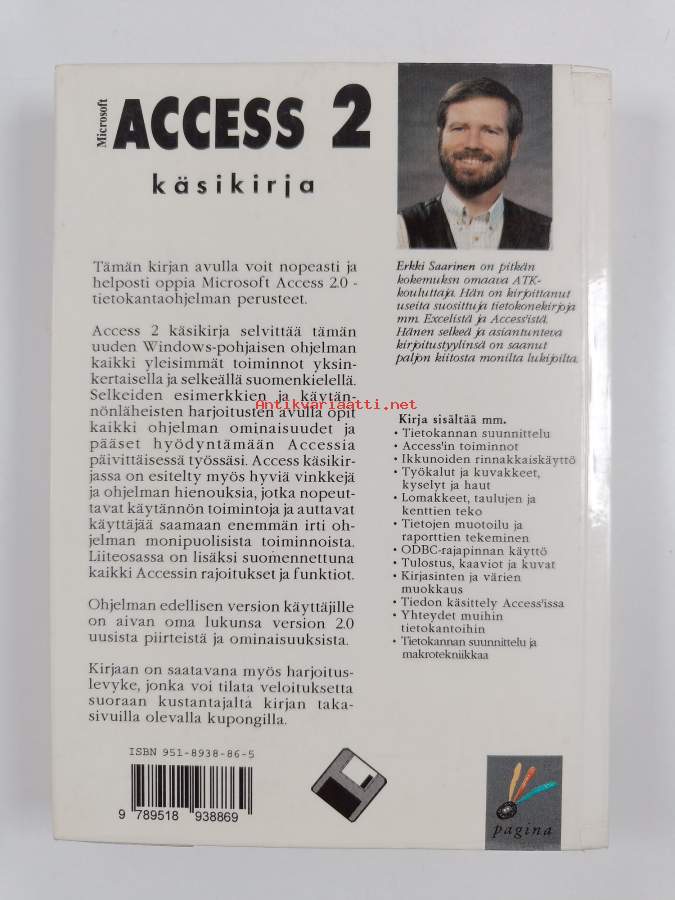 Microsoft
ACCESS 2
käsikirja
Tämän kirjan avulla voit nopeasti ja
helposti oppia Microsoft Access 2.0 -
tietokantaohjelman perusteet.
Access 2 käsikirja selvittää tämän
uuden Windows-pohjaisen ohjelman
kaikki yleisimmät toiminnot yksin-
kertaisella ja selkeällä suomenkielellä.
Selkeiden esimerkkien ja käytän-
nönläheisten harjoitusten avulla opit
kaikki ohjelman ominaisuudet ja
pääset hyödyntämään Accessia
päivittäisessä työssäsi. Access käsikir-
jassa on esitelty myös hyviä vinkkejä
ja ohjelman hienouksia, jotka nopeut-
tavat käytännön toimintoja ja auttavat
käyttäjää saamaan enemmän irti oh-
jelman monipuolisista toiminnoista.
Liiteosassa on lisäksi suomennettuna
kaikki Accessin rajoitukset ja funktiot.
Ohjelman edellisen version käyttäjille
on aivan oma lukunsa version 2.0
uusista piirteistä ja ominaisuuksista.
Kirjaan on saatavana myös harjoitus-
levyke, jonka voi tilata veloituksetta
suoraan kustantajalta kirjan taka-
sivuilla olevalla kupongilla.
ISBN 951-8938-86-5
9 789518 938869
Erkki Saarinen on pitkän
kokemuksn omaava ATK-
kouluttaja. Hän on kirjoittanut
useita suosittuja tietokonekirjoja
mm. Excelistä ja Access'istä.
Hänen selkeä ja asiantunteva
kirjoitustyylinsä on saanut
paljon kiitosta monilta lukijoilta.
Kirja sisältää mm.
• Tietokannan suunnittelu
• Access'in toiminnot
• Ikkunoiden rinnakkaiskäyttö
• Työkalut ja kuvakkeet,
kyselyt ja haut
• Lomakkeet, taulujen ja
kenttien teko
• Tietojen muotoilu ja
raporttien tekeminen
• ODBC-rajapinnan käyttö
• Tulostus, kaaviot ja kuvat
• Kirjasinten ja värien
muokkaus
• Tiedon käsittely Access'issa
• Yhteydet muihin
tietokantoihin
• Tietokannan suunnittelu ja
makrotekniikkaa
pagina
Antikvariaatti.net